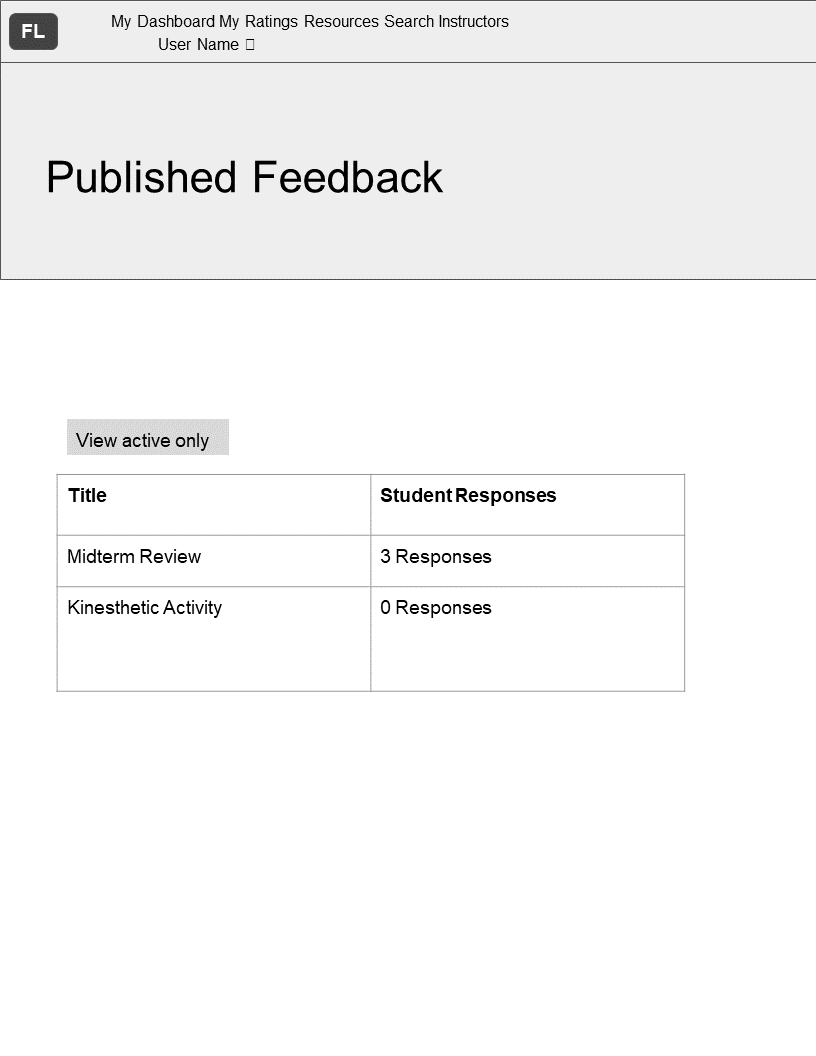 FL
My Dashboard My Ratings Resources Search Instructors
User Name
Published Feedback
View active only
Title
Student Responses
Midterm Review
3 Responses
Kinesthetic Activity
0 Responses